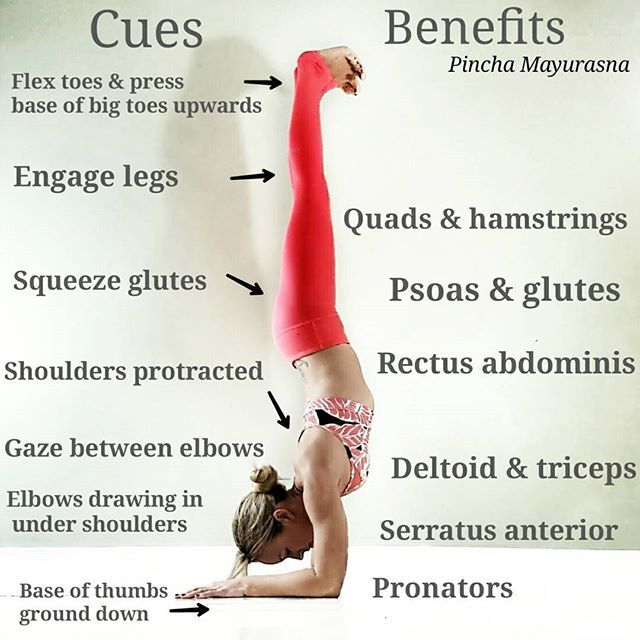 Cues
Flex toes & press
base of big toes upwards
Engage legs
Squeeze glutes
Shoulders protracted
Gaze between elbows
Elbows drawing in
under shoulders
Base of thumbs
ground down
Benefits
Pincha Mayurasna
Quads & hamstrings
Psoas & glutes
Rectus abdominis
Deltoid & triceps
Serratus anterior
Pronators